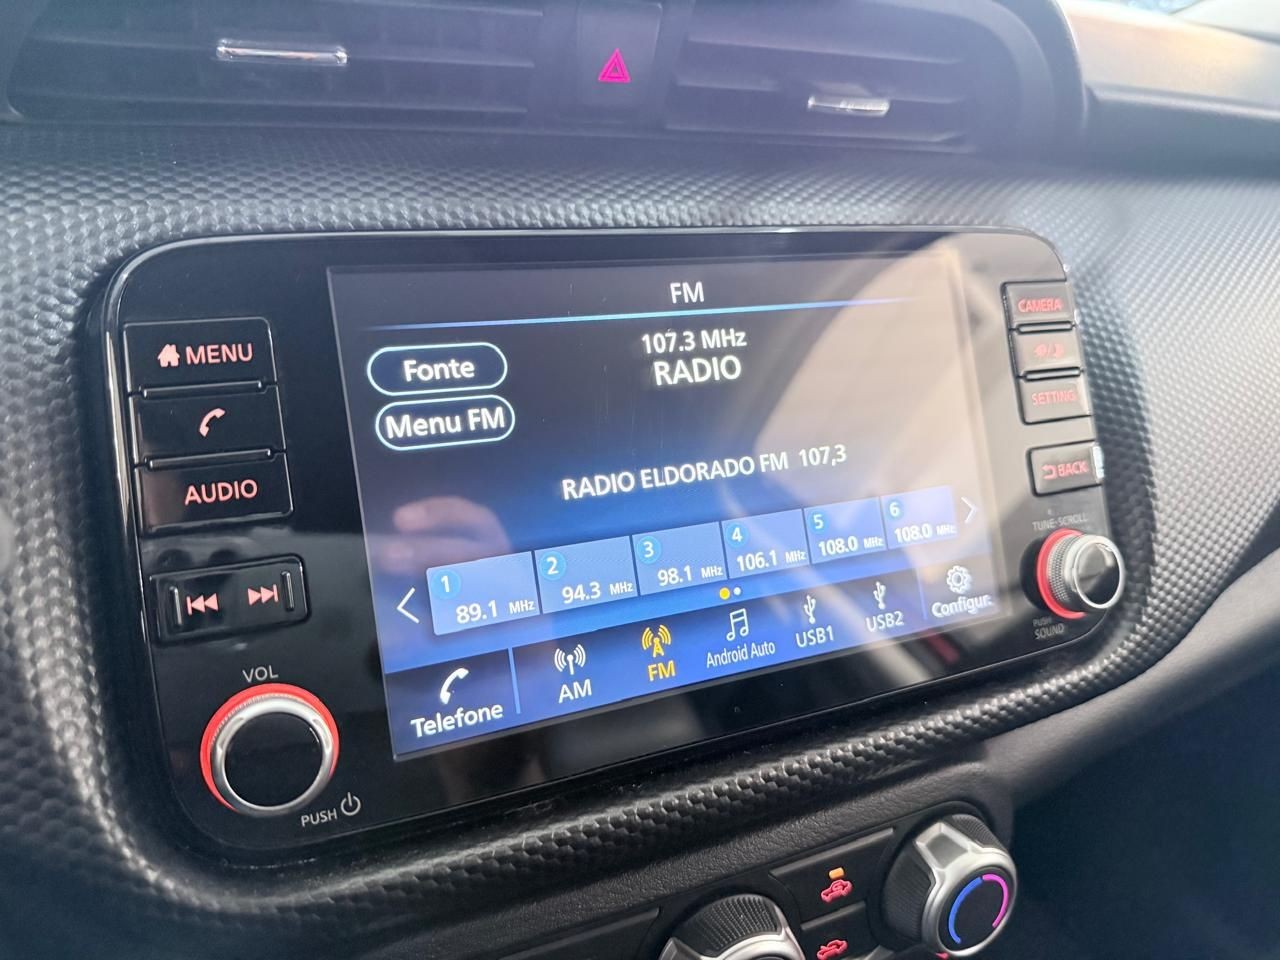 FM
107.3 MHz
RADIO
Fonte
Menu FM
RADIO ELDORADO FM 107,3
1 89.1 MHz
2 94.3 MHz
3 98.1 MHz
4 106.1 MHz
5 108.0 MHz
6 108.0 MHz
Telefone
AM
FM
Android Auto
USB1
USB2
Configur.
MENU
AUDIO
VOL
PUSH
CAMERA
SETTING
BACK
TUNE-SCROLL
PUSH
SOUND